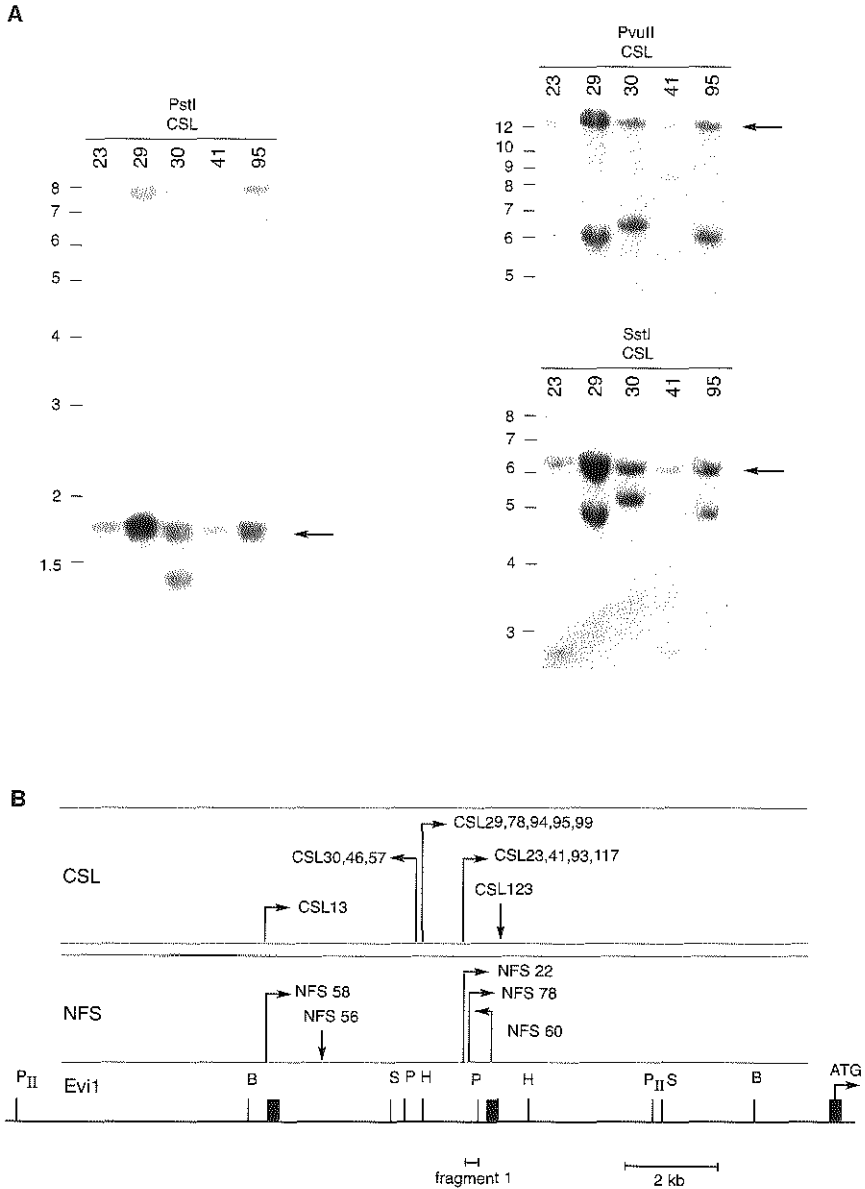 A
PstI
CSL
23 29 30 41 95
8
7
6
5
4
3
2
1.5
PvuII
CSL
23 29 30 41 95
12
10
9
8
7
6
5
SstI
CSL
23 29 30 41 95
8
7
6
5
4
3
B
CSL
CSL29,78,94,95,99
CSL30,46,57
CSL23,41,93,117
CSL123
CSL13
NFS
NFS 22
NFS 58
NFS 78
NFS 56
NFS 60
Evi1
PII B S P H P H PII S B ATG
fragment 1
2 kb